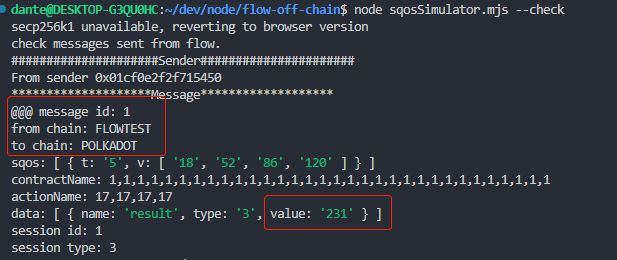 dante@DESKTOP-G3QU0HC:~/dev/node/flow-off-chain$ node sqosSimulator.mjs --check
secp256k1 unavailable, reverting to browser version
check messages sent from flow.
######################Sender#######################
From sender 0x01cf0e2f2f715450
*********************Message********************
@@@ message id: 1
from chain: FLOWTEST
to chain: POLKADOT
sqos: [ { t: '5', v: [ '18', '52', '86', '120' ] } ]
contractName: 1,1,1,1,1,1,1,1,1,1,1,1,1,1,1,1,1,1,1,1,1,1,1,1,1,1,1,1,1,1,1,1
actionName: 17,17,17,17
data: [ { name: 'result', type: '3', value: '231' } ]
session id: 1
session type: 3